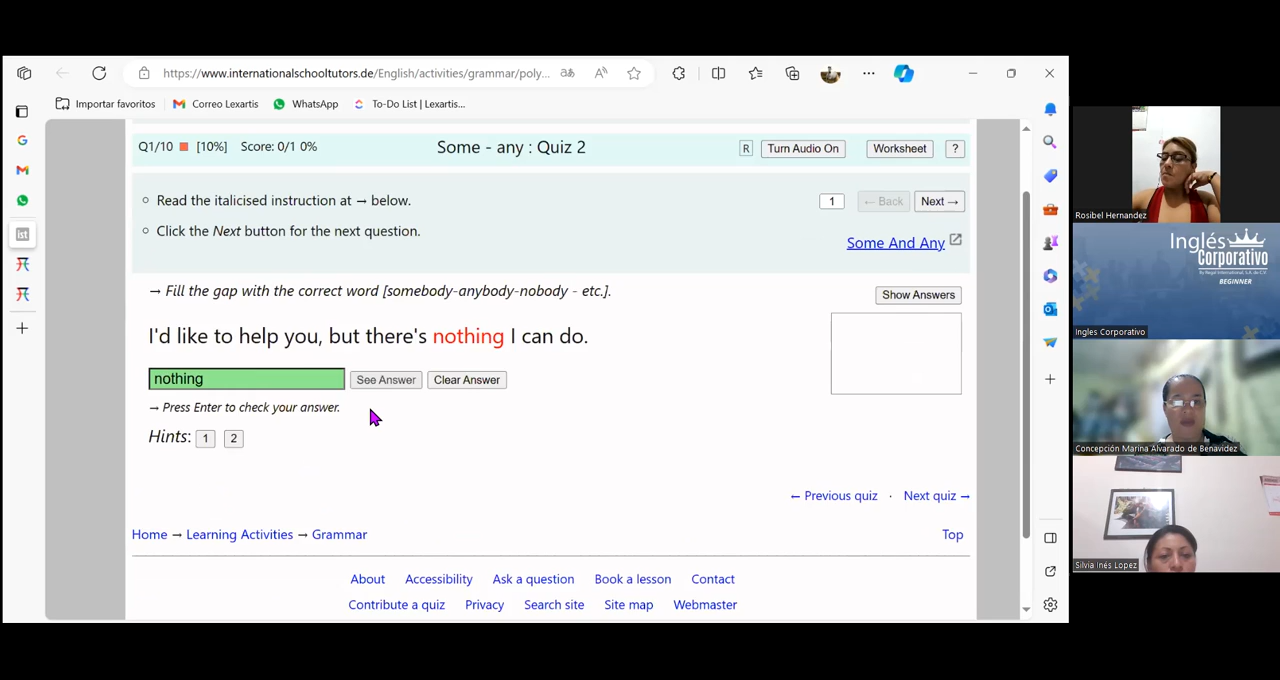 https://www.internationalschooltutors.de/English/activities/grammar/poly...
Importar favoritos
Correo Lexartis
WhatsApp
To-Do List | Lexartis...
Q1/10 [10%] Score: 0/1 0%
Some - any : Quiz 2
R
Turn Audio On
Worksheet
?
Read the italicised instruction at → below.
1
← Back
Next →
Click the Next button for the next question.
Some And Any
→ Fill the gap with the correct word [somebody-anybody-nobody - etc.].
Show Answers
I'd like to help you, but there's nothing I can do.
nothing
See Answer
Clear Answer
→ Press Enter to check your answer.
Hints: 1 2
← Previous quiz · Next quiz →
Home → Learning Activities → Grammar
Top
About Accessibility Ask a question Book a lesson Contact
Contribute a quiz Privacy Search site Site map Webmaster
ist
Rosibel Hernandez
Inglés
Corporativo
By Regal International, S.A. de C.V.
BEGINNER
Ingles Corporativo
Concepción Marina Alvarado de Benavidez
Silvia Inés Lopez